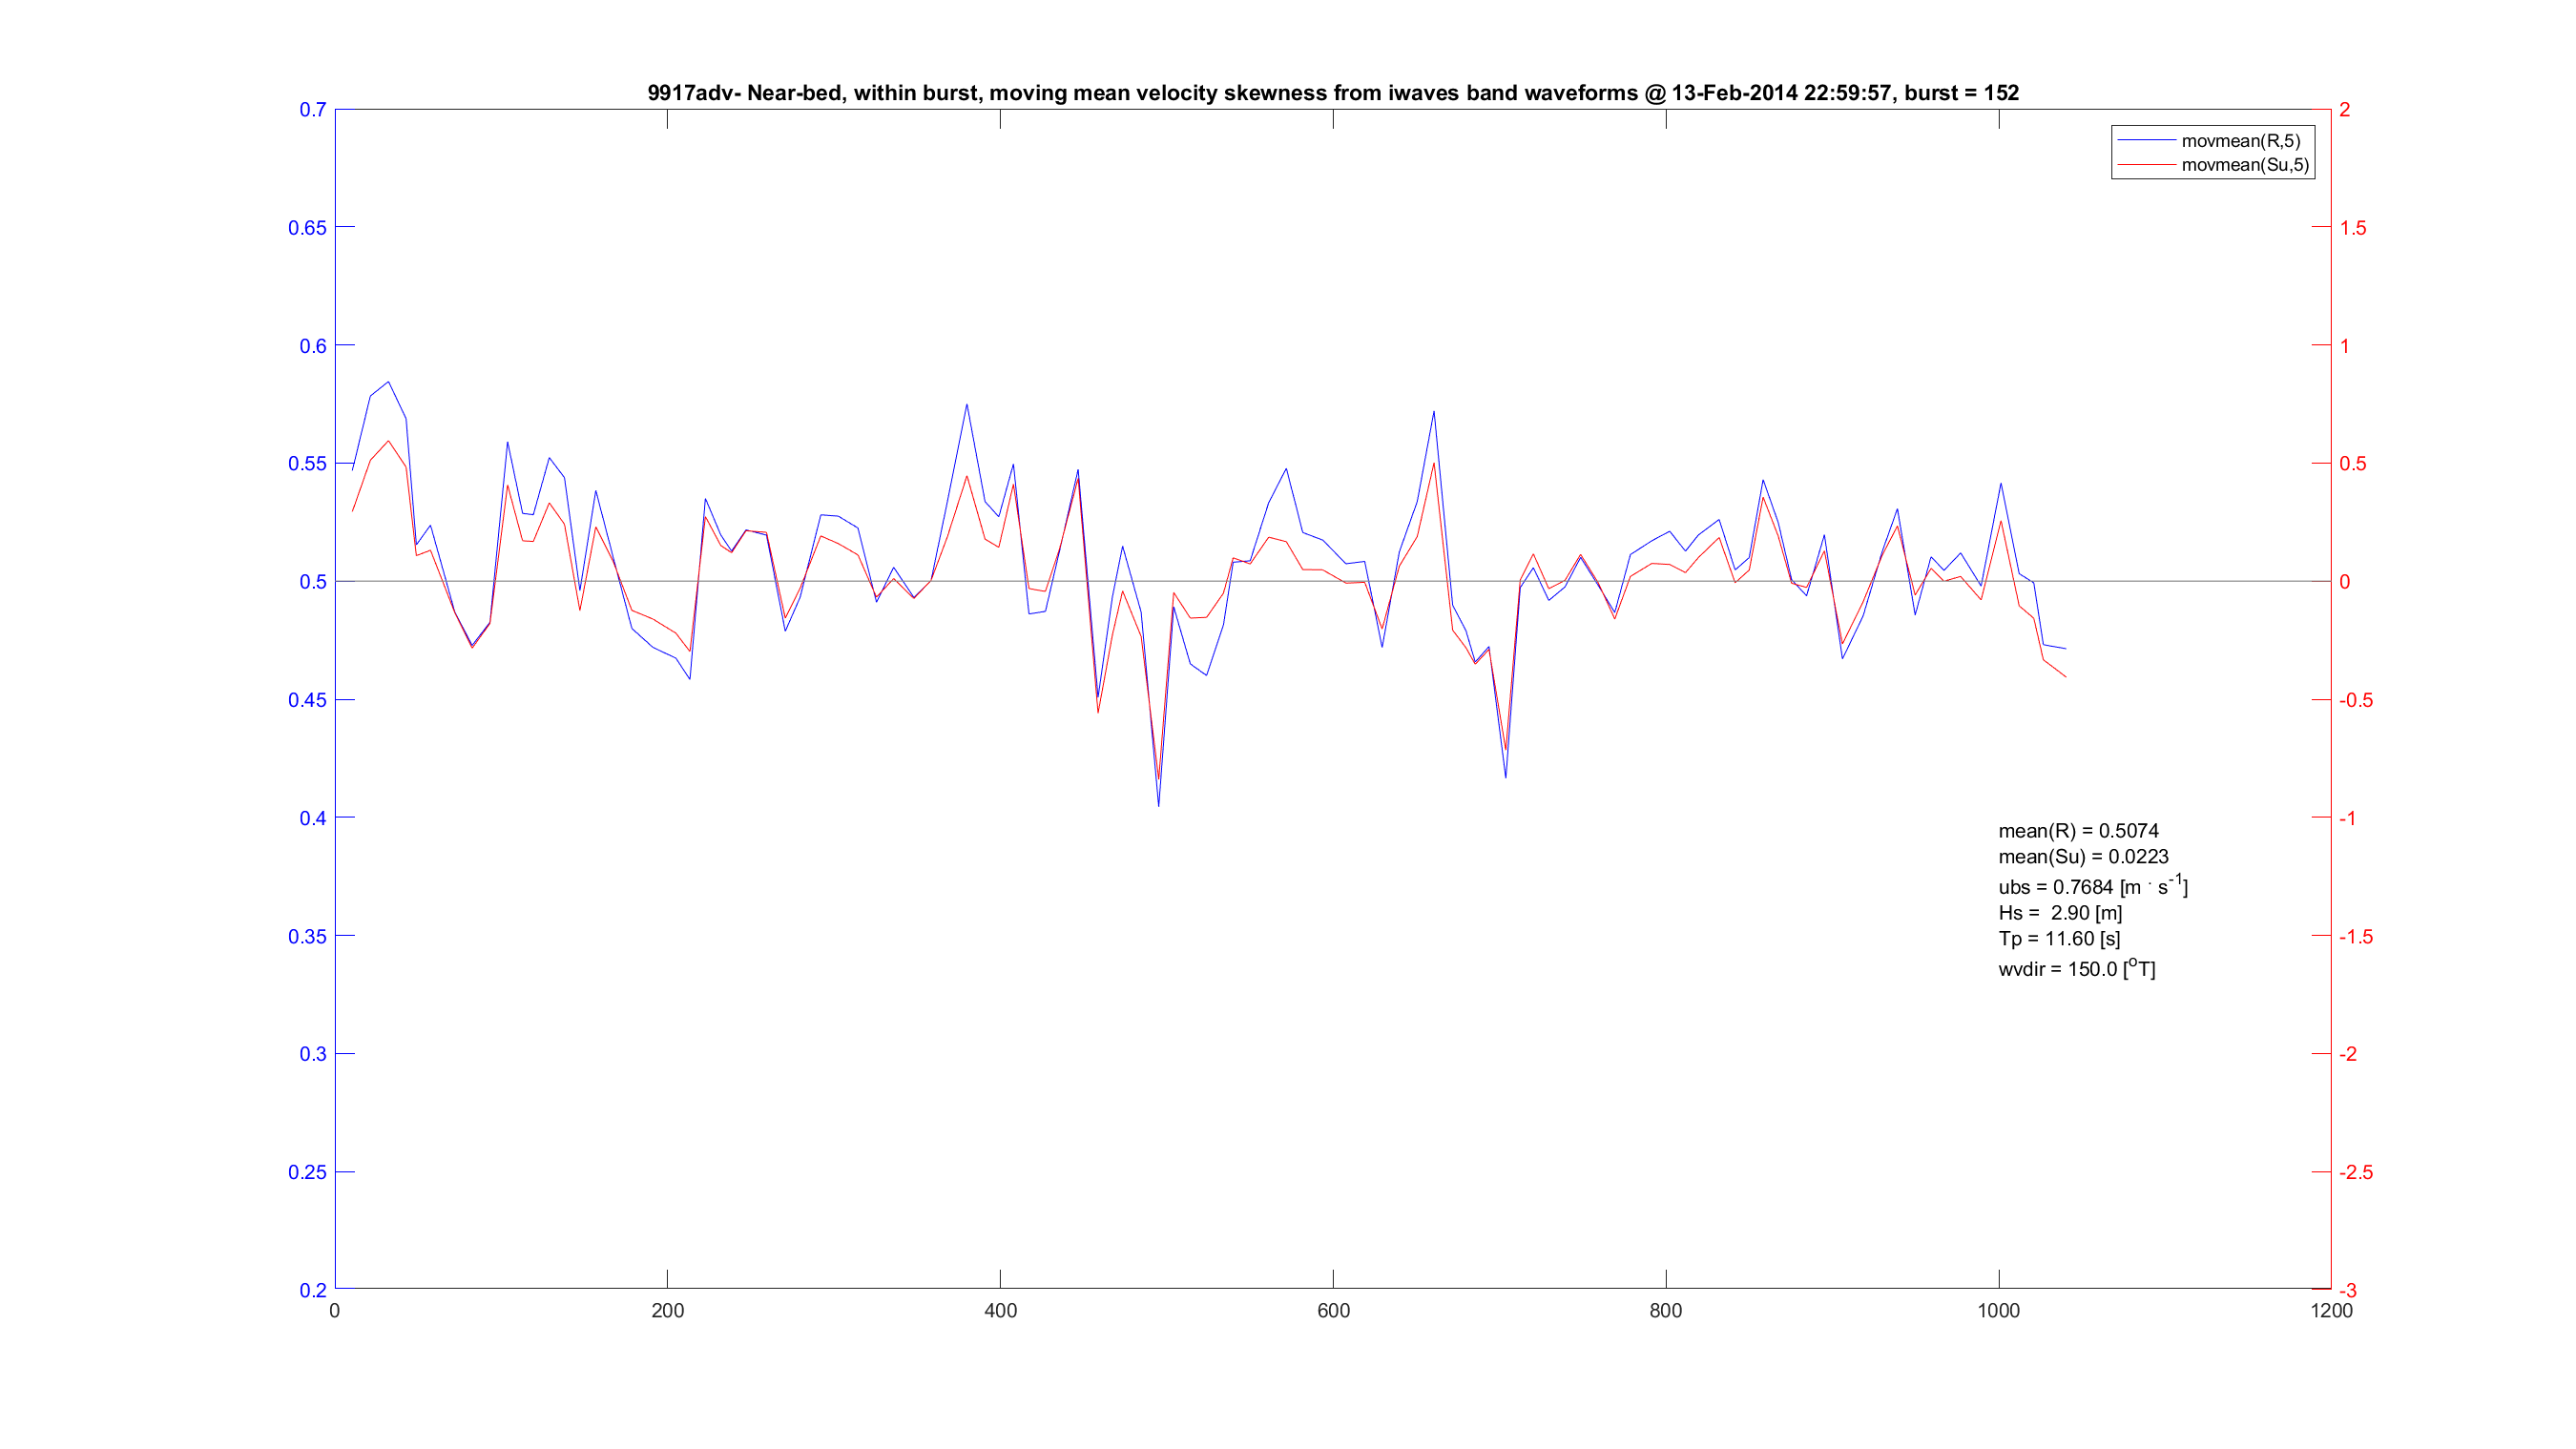 9917adv- Near-bed, within burst, moving mean velocity skewness from iwaves band waveforms @ 13-Feb-2014 22:59:57, burst = 152
movmean(R,5)
movmean(Su,5)
0.7
0.65
0.6
0.55
0.5
0.45
0.4
0.35
0.3
0.25
0.2
2
1.5
1
0.5
0
-0.5
-1
-1.5
-2
-2.5
-3
mean(R) = 0.5074
mean(Su) = 0.0223
ubs = 0.7684 [m · s⁻¹]
Hs = 2.90 [m]
Tp = 11.60 [s]
wvdir = 150.0 [ᵒT]
0 200 400 600 800 1000 1200